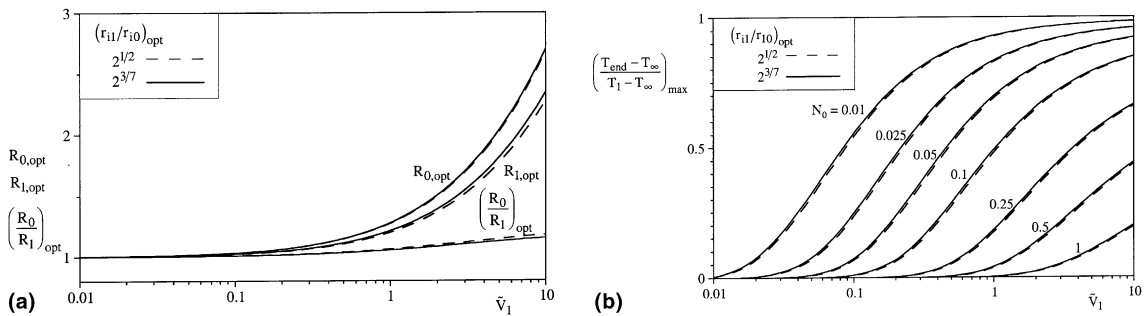 3
2
1
(r_i1/r_i0)_opt
2^1/2
2^3/7
R_0,opt
R_1,opt
(R_0/R_1)_opt
R_0,opt
R_1,opt
(R_0/R_1)_opt
0.01
0.1
1
10
Ṽ_1
(a)
1
0.5
0
(T_end – T_∞ / T_1 – T_∞)_max
(r_i1/r_10)_opt
2^1/2
2^3/7
N_0 = 0.01
0.025
0.05
0.1
0.25
0.5
1
0.01
0.1
1
10
Ṽ_1
(b)